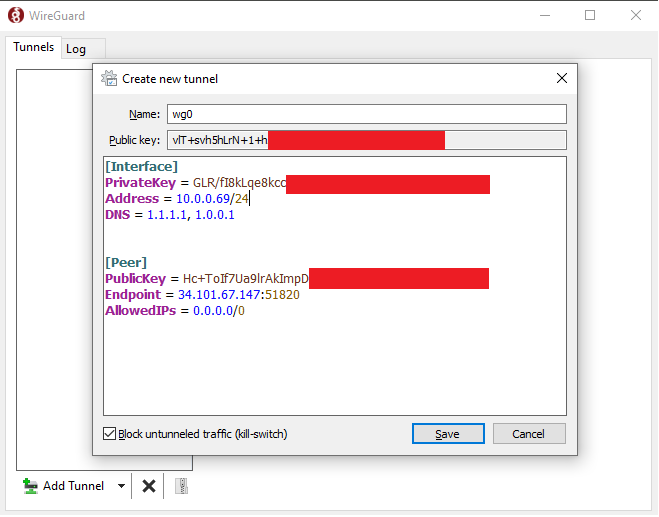 WireGuard
Tunnels
Log
Create new tunnel
Name:
wg0
Public key:
vlT+svh5hLrN+1+h
[Interface]
PrivateKey = GLR/fI8kLqe8kcc
Address = 10.0.0.69/24
DNS = 1.1.1.1, 1.0.0.1
[Peer]
PublicKey = Hc+ToIf7Ua9lrAkImpD
Endpoint = 34.101.67.147:51820
AllowedIPs = 0.0.0.0/0
Block untunneled traffic (kill-switch)
Save
Cancel
Add Tunnel